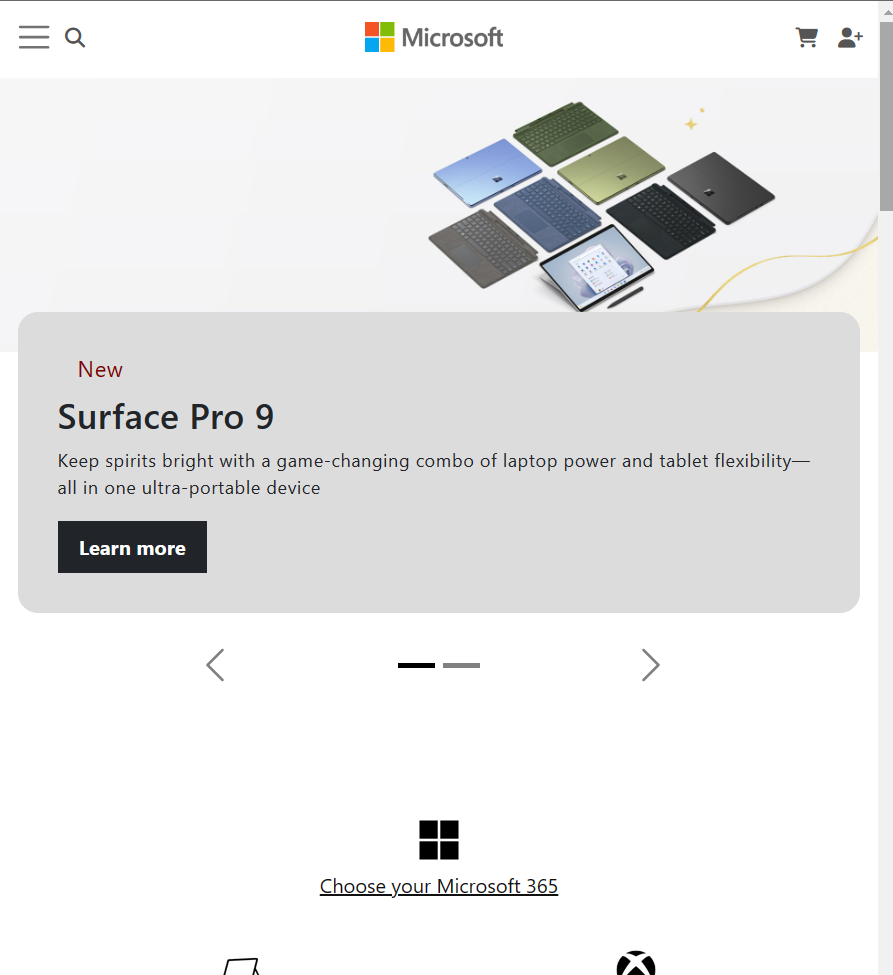 Microsoft
New
Surface Pro 9
Keep spirits bright with a game-changing combo of laptop power and tablet flexibility—
all in one ultra-portable device
Learn more
Choose your Microsoft 365